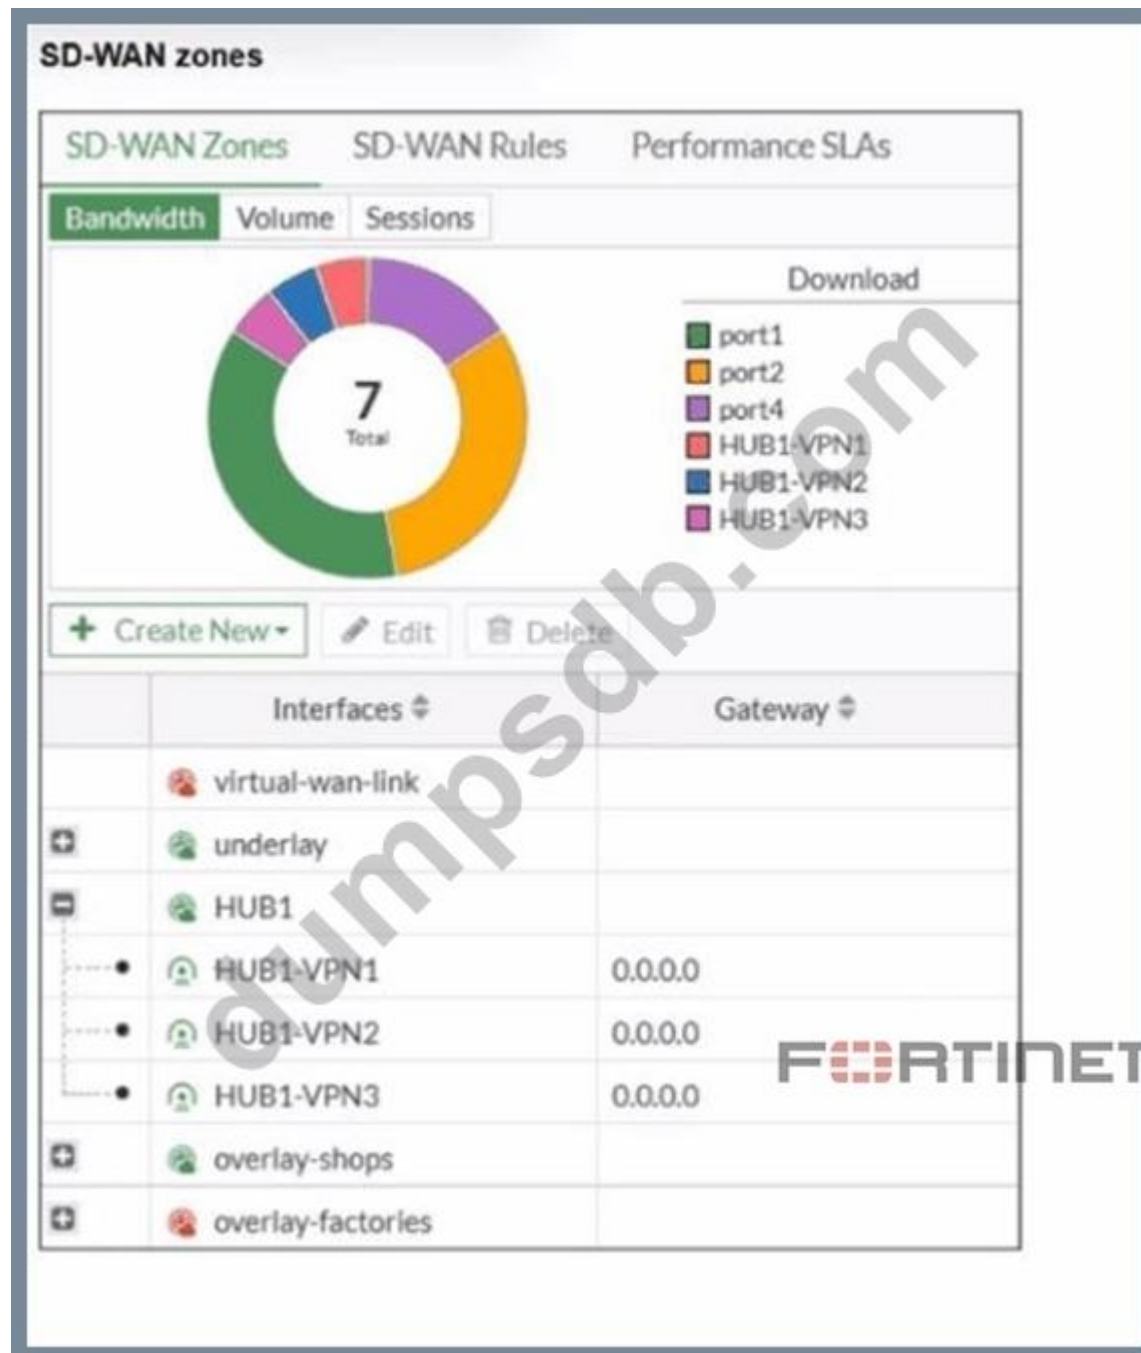 SD-WAN zones
SD-WAN Zones SD-WAN Rules Performance SLAs
Bandwidth Volume Sessions
Download
port1
port2
port4
HUB1-VPN1
HUB1-VPN2
HUB1-VPN3
7
Total
+ Create New Edit Delete
Interfaces Gateway
virtual-wan-link
underlay
HUB1
HUB1-VPN1 0.0.0.0
HUB1-VPN2 0.0.0.0
HUB1-VPN3 0.0.0.0
overlay-shops
overlay-factories
dumpsdb.com
FORTINET